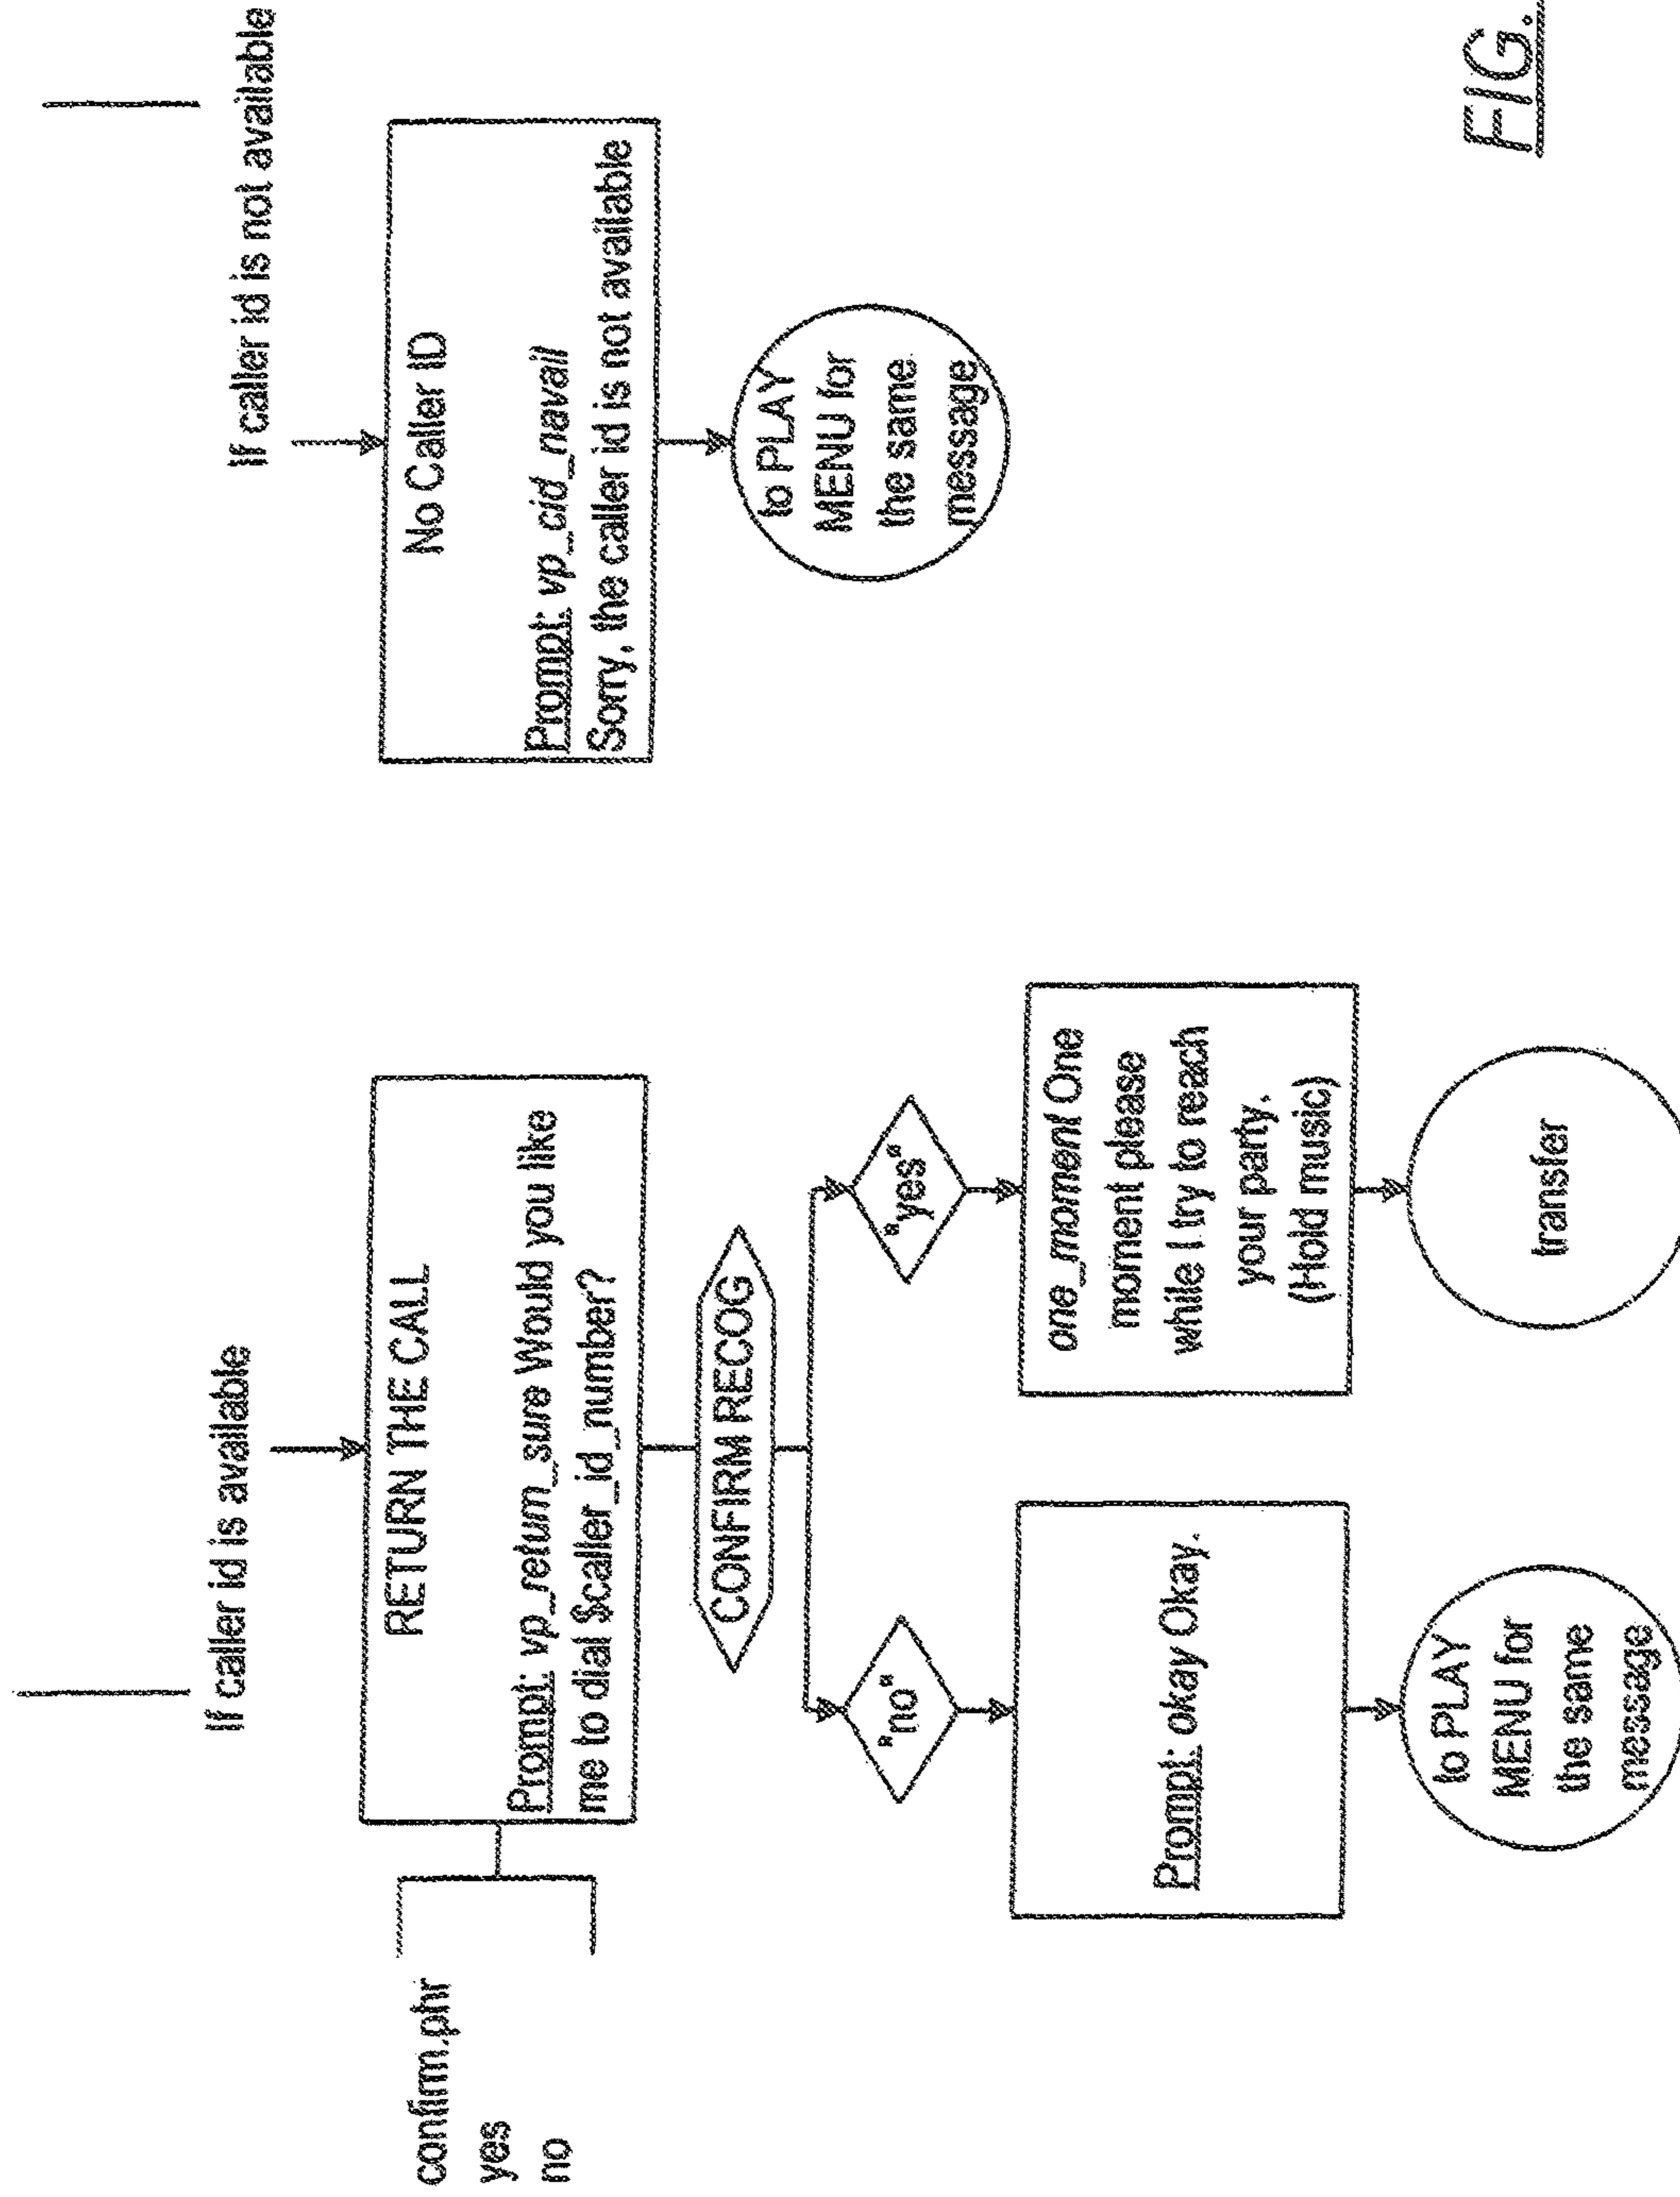 If caller id is available
confirm.phr
yes
no
RETURN THE CALL
Prompt: vp_return_sure Would you like
me to dial $caller_id_number?
CONFIRM RECOG
"no"
"yes"
Prompt: okay Okay.
one_moment One
moment please
while I try to reach
your party.
(Hold music)
to PLAY
MENU for
the same
message
transfer
If caller id is not available
No Caller ID
Prompt: vp_cid_navail
Sorry, the caller id is not available
to PLAY
MENU for
the same
message
FIG.